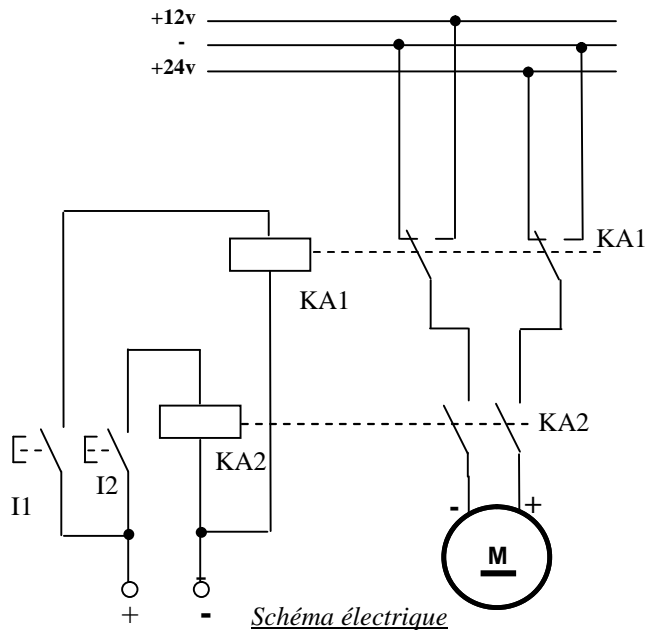 +12v
-
+24v
KA1
KA1
KA2
KA2
I1
I2
- +
M
+ -
Schéma électrique